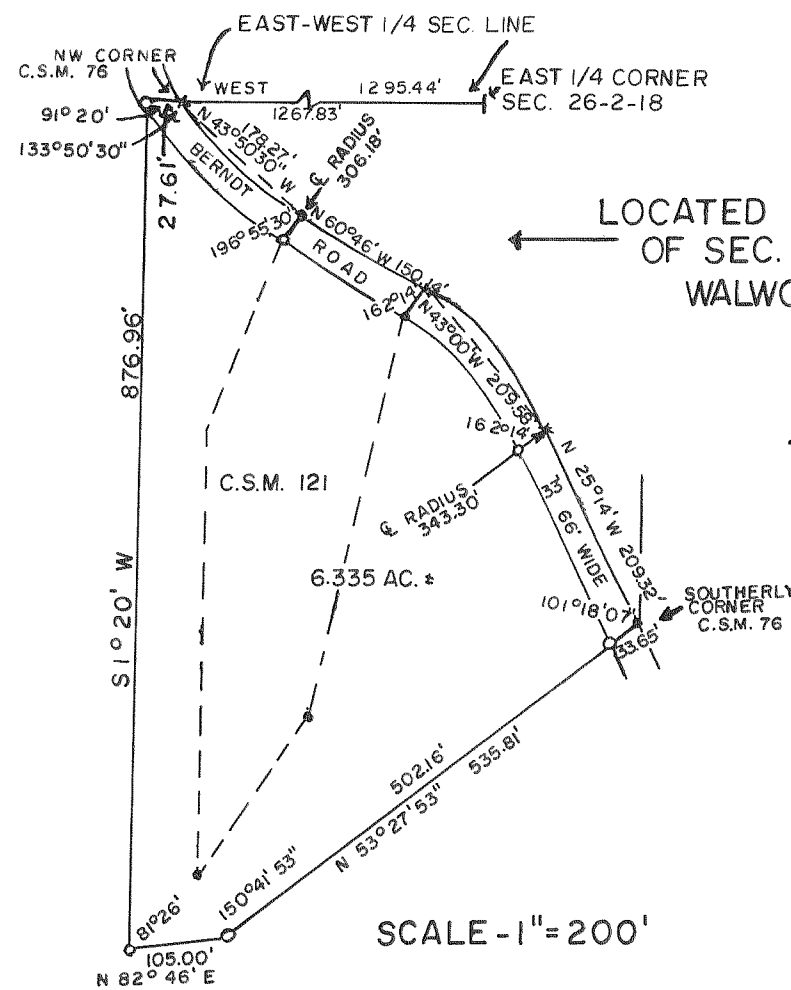 EAST-WEST 1/4 SEC. LINE
NW CORNER
C.S.M. 76
WEST
1295.44'
1267.83'
EAST 1/4 CORNER
SEC. 26-2-18
91°20'
133°50'30"
27.61'
178.27'
N 43°50'30" W
℄ RADIUS
306.18'
BERNDT
ROAD
196°55'30"
N 60°46' W 150.14'
LOCATED
OF SEC.
WALWO
162°14'
N 43°00' W 209.58'
876.96'
S 1° 20' W
162°14'
C.S.M. 121
℄ RADIUS
343.30'
N 25°14' W 209.32'
33
66' WIDE
6.335 AC. ±
101°18'07"
SOUTHERLY
CORNER
C.S.M. 76
33.65'
502.16'
535.81'
N 53°27'53"
150°41'53"
81°26'
105.00'
N 82°46' E
SCALE-1"=200'